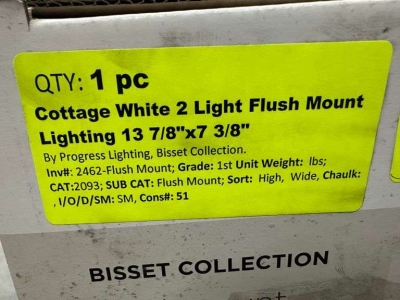 QTY: 1 pc
Cottage White 2 Light Flush Mount
Lighting 13 7/8"x7 3/8"
By Progress Lighting, Bisset Collection.
Inv#: 2462-Flush Mount; Grade: 1st Unit Weight: lbs;
CAT:2093; SUB CAT: Flush Mount; Sort: High, Wide, Chaulk:
, I/O/D/SM: SM, Cons#: 51
BISSET COLLECTION